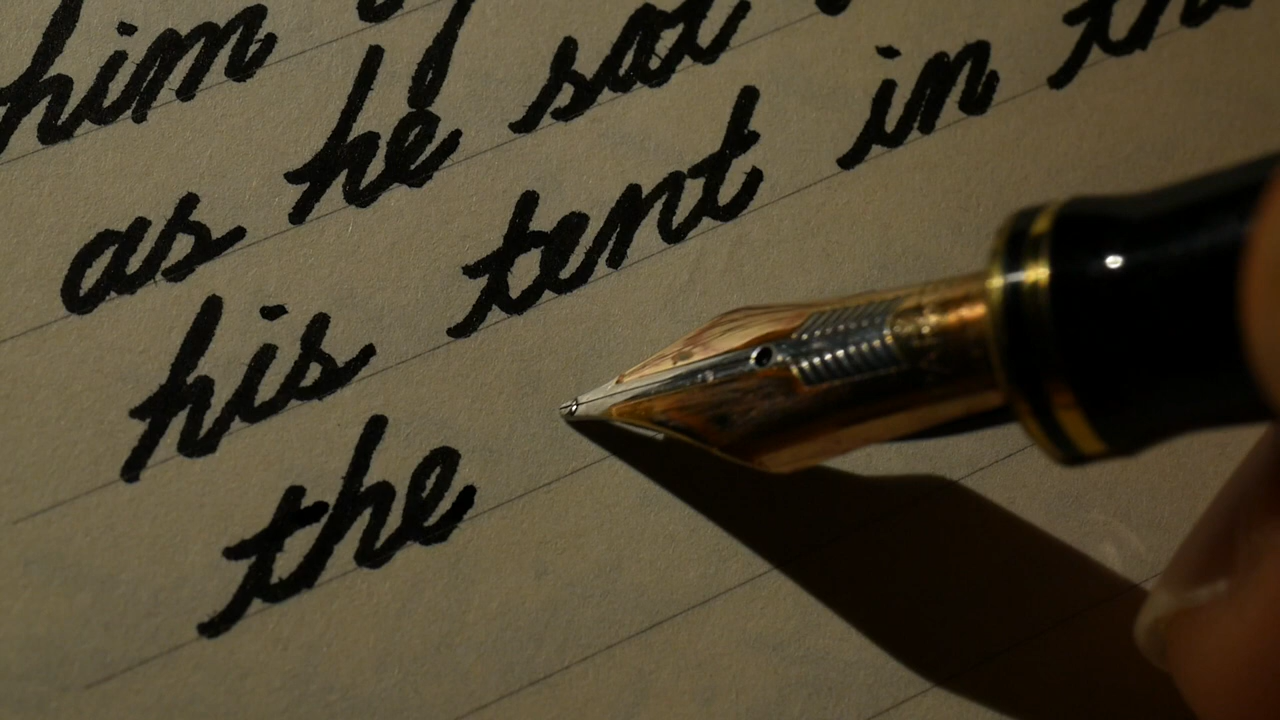 him
as he sat
his tent in
the